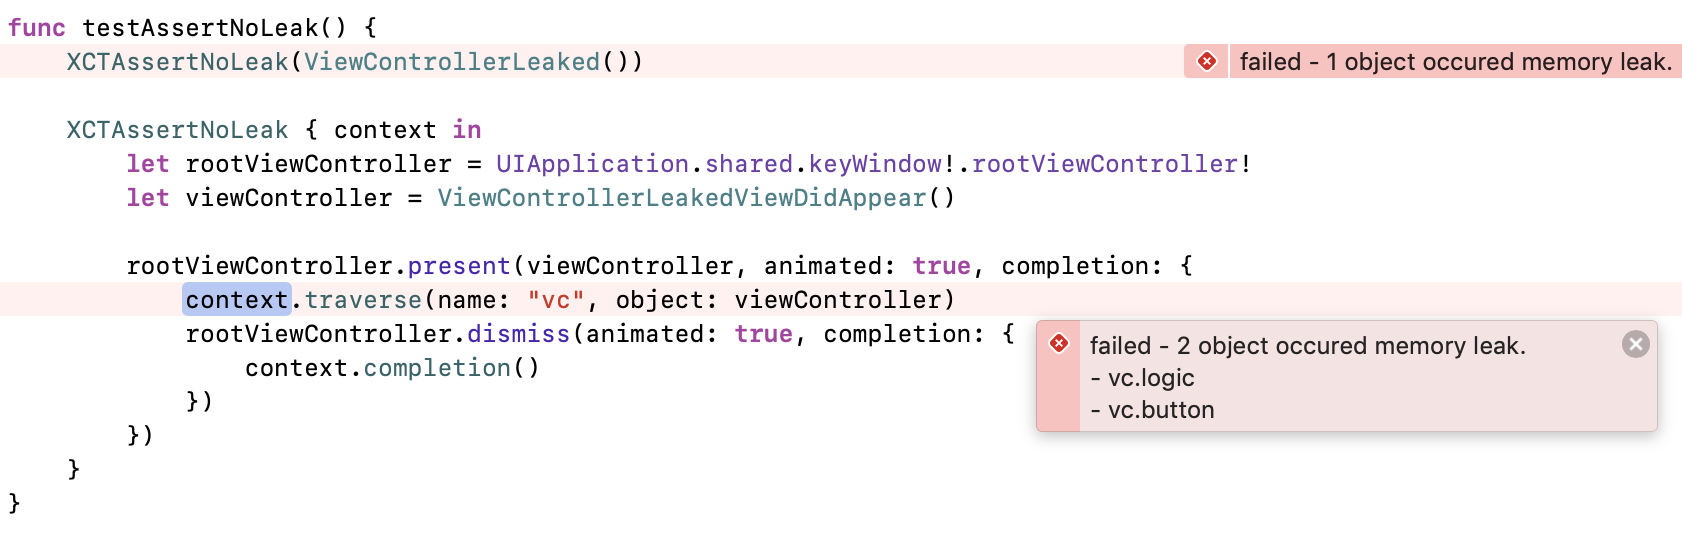 func testAssertNoLeak() {
XCTAssertNoLeak(ViewControllerLeaked())
failed - 1 object occured memory leak.
XCTAssertNoLeak { context in
let rootViewController = UIApplication.shared.keyWindow!.rootViewController!
let viewController = ViewControllerLeakedViewDidAppear()
rootViewController.present(viewController, animated: true, completion: {
context.traverse(name: "vc", object: viewController)
rootViewController.dismiss(animated: true, completion: {
failed - 2 object occured memory leak.
- vc.logic
- vc.button
context.completion()
})
})
}
}